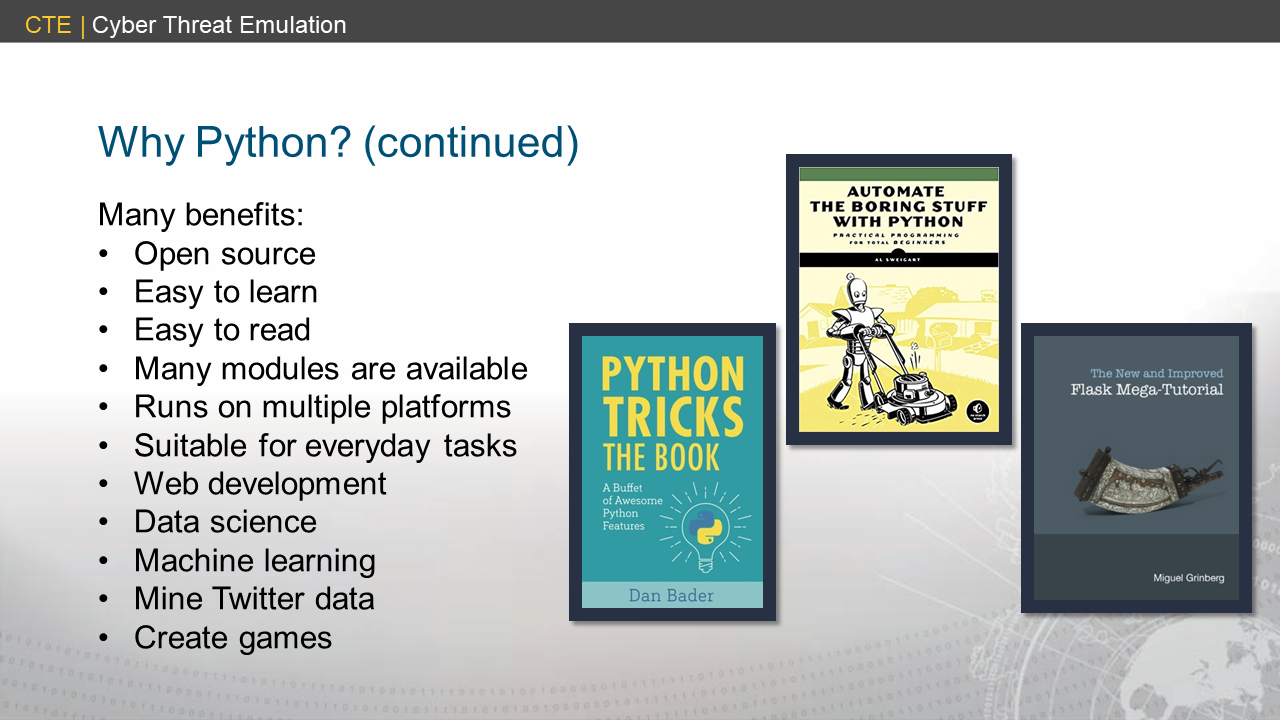 CTE | Cyber Threat Emulation
Why Python? (continued)
Many benefits:
• Open source
• Easy to learn
• Easy to read
• Many modules are available
• Runs on multiple platforms
• Suitable for everyday tasks
• Web development
• Data science
• Machine learning
• Mine Twitter data
• Create games
PYTHON
TRICKS
THE BOOK
A Buffet
of Awesome
Python
Features
Dan Bader
AUTOMATE
THE BORING STUFF
WITH PYTHON
PRACTICAL PROGRAMMING
FOR TOTAL BEGINNERS
AL SWEIGART
The New and Improved
Flask Mega-Tutorial
Miguel Grinberg